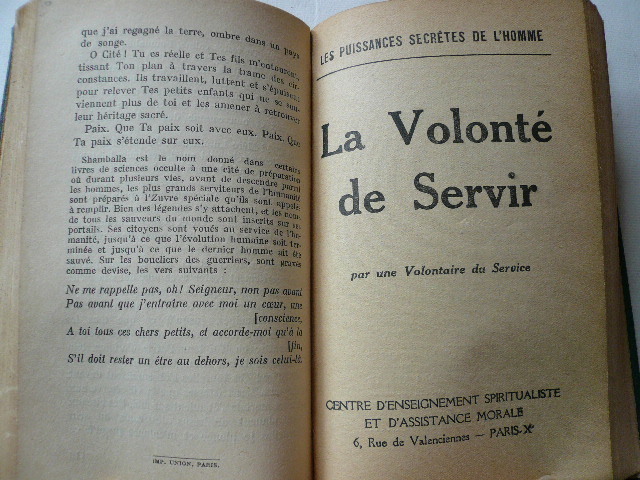 que j'ai regagné la terre, ombre dans un pays
de songe.
O Cité ! Tu es réelle et Tes fils m'entourent,
tissant Ton plan à travers la trame des cir-
constances. Ils travaillent, luttent et s'épuisent
pour relever Tes petits enfants qui ne se sou-
viennent plus de toi et les amener à retrouver
leur héritage sacré.
Paix. Que Ta paix soit avec eux. Paix. Que
Ta paix s'étende sur eux.
Shamballa est le nom donné dans certains
livres de sciences occulte à une cité de préparation
où durant plusieurs vies, avant de descendre parmi
les hommes, les plus grands serviteurs de l'humanité
sont préparés à l'Zuvre spéciale qu'ils sont appelés
à remplir. Bien des légendes s'y attachent, et les noms
de tous les sauveurs du monde sont inscrits sur ses
portails. Ses citoyens sont voués au service de l'hu-
manité, jusqu'à ce que l'évolution humaine soit ter-
minée et jusqu'à ce que le dernier homme ait été
sauvé. Sur les boucliers des guerriers, sont gravés
comme devise, les vers suivants :
Ne me rappelle pas, oh! Seigneur, non pas avant
Pas avant que j'entraîne avec moi un cœur, une
[conscience,
A toi tous ces chers petits, et accorde-moi qu'à la
[fin,
S'il doit rester un être au dehors, je sois celui-là.
IMP. UNION, PARIS.
LES PUISSANCES SECRÈTES DE L'HOMME
La Volonté
de Servir
par une Volontaire du Service
CENTRE D'ENSEIGNEMENT SPIRITUALISTE
ET D'ASSISTANCE MORALE
6, Rue de Valenciennes — PARIS-Xe